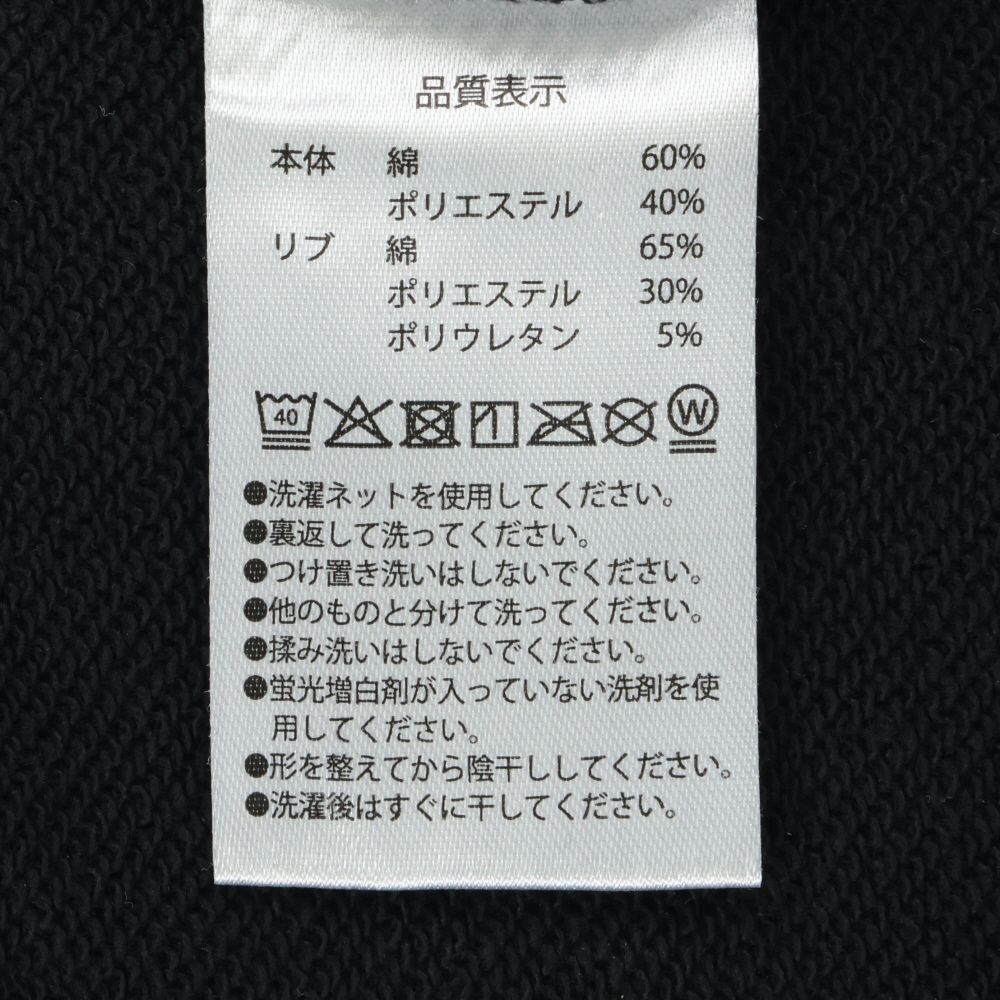 品質表示
本体 綿 60%
ポリエステル 40%
リブ 綿 65%
ポリエステル 30%
ポリウレタン 5%
40 W
●洗濯ネットを使用してください。
●裏返して洗ってください。
●つけ置き洗いはしないでください。
●他のものと分けて洗ってください。
●揉み洗いはしないでください。
●蛍光増白剤が入っていない洗剤を使
用してください。
●形を整えてから陰干ししてください。
●洗濯後はすぐに干してください。